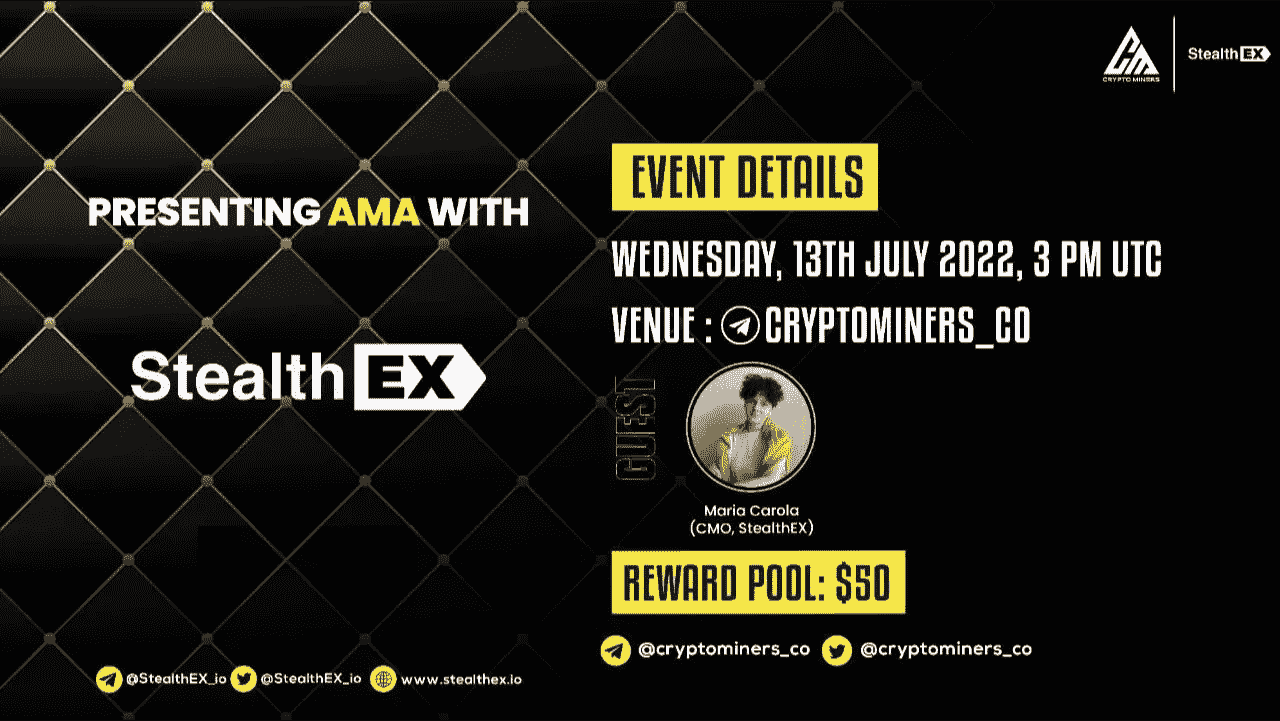 CM
CRYPTO MINERS
StealthEX
PRESENTING AMA WITH
StealthEX
@StealthEX_io @StealthEX_io www.stealthex.io
EVENT DETAILS
WEDNESDAY, 13TH JULY 2022, 3 PM UTC
VENUE : CRYPTOMINERS_CO
GUEST
Maria Carola
(CMO, StealthEX)
REWARD POOL: $50
@cryptominers_co @cryptominers_co